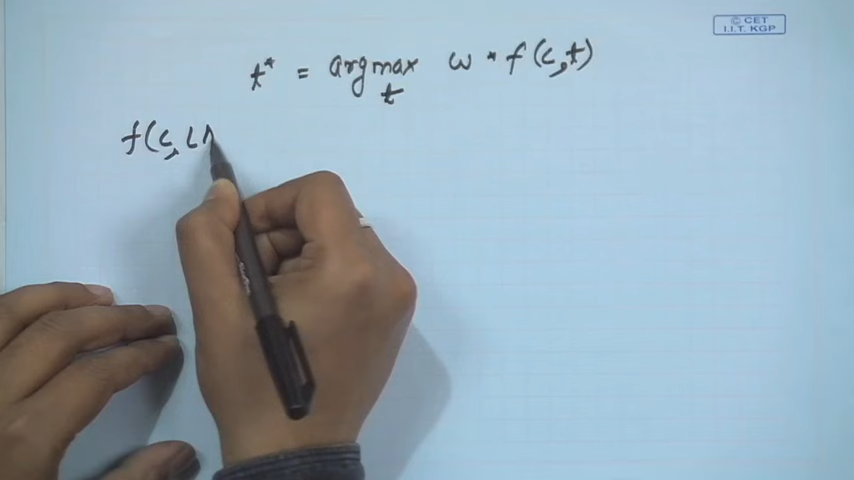 © CET
I.I.T. KGP
t* = argmax w * f(c,t)
t
f(c,